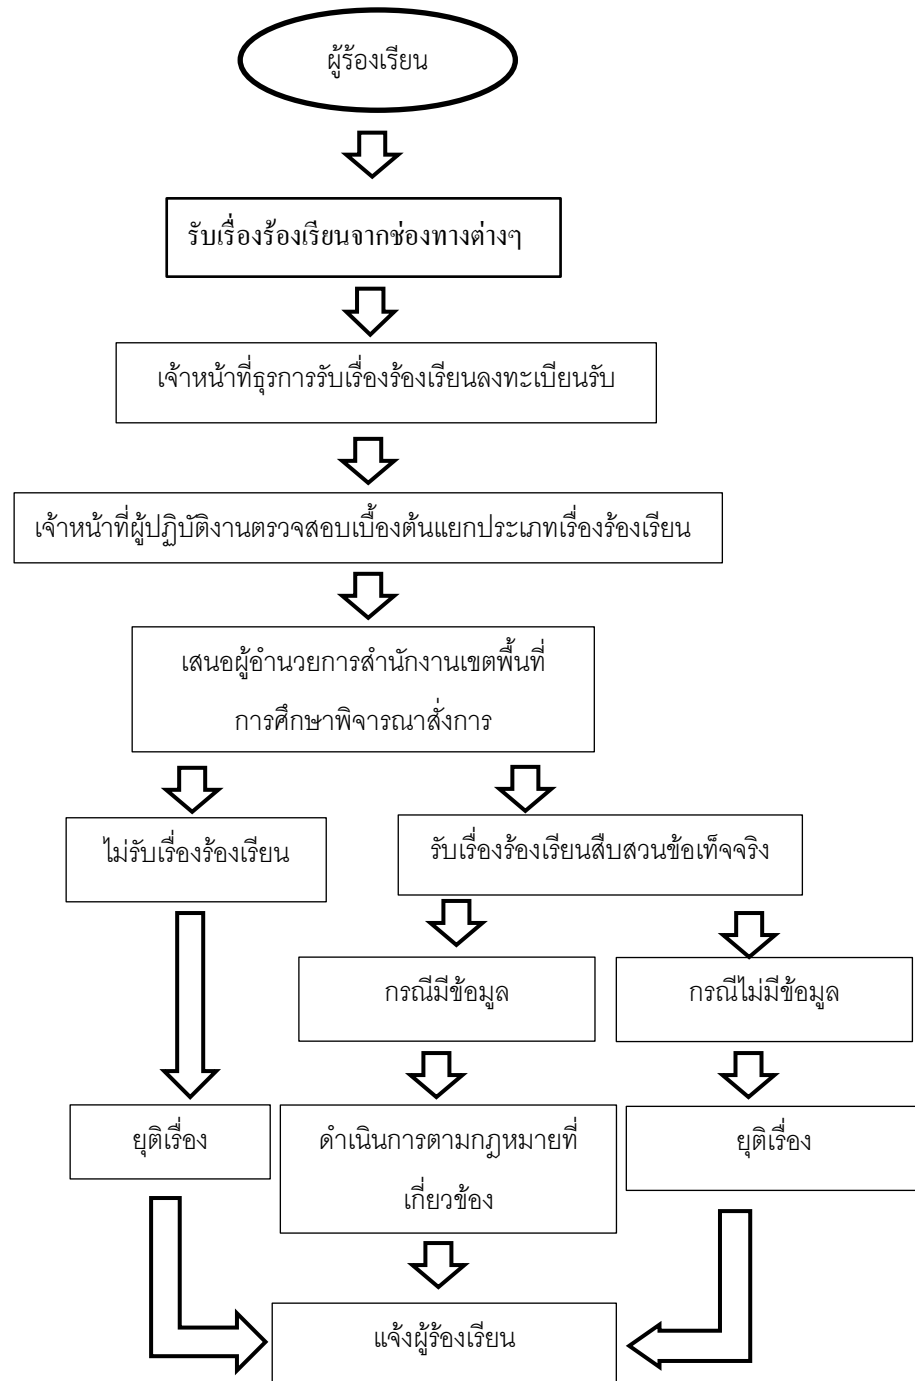 ผู้ร้องเรียน
รับเรื่องร้องเรียนจากช่องทางต่างๆ
เจ้าหน้าที่ธุรการรับเรื่องร้องเรียนลงทะเบียนรับ
เจ้าหน้าที่ผู้ปฏิบัติงานตรวจสอบเบื้องต้นแยกประเภทเรื่องร้องเรียน
เสนอผู้อำนวยการสำนักงานเขตพื้นที่
การศึกษาพิจารณาสั่งการ
ไม่รับเรื่องร้องเรียน
รับเรื่องร้องเรียนสืบสวนข้อเท็จจริง
กรณีมีข้อมูล
กรณีไม่มีข้อมูล
ยุติเรื่อง
ดำเนินการตามกฎหมายที่
เกี่ยวข้อง
ยุติเรื่อง
แจ้งผู้ร้องเรียน